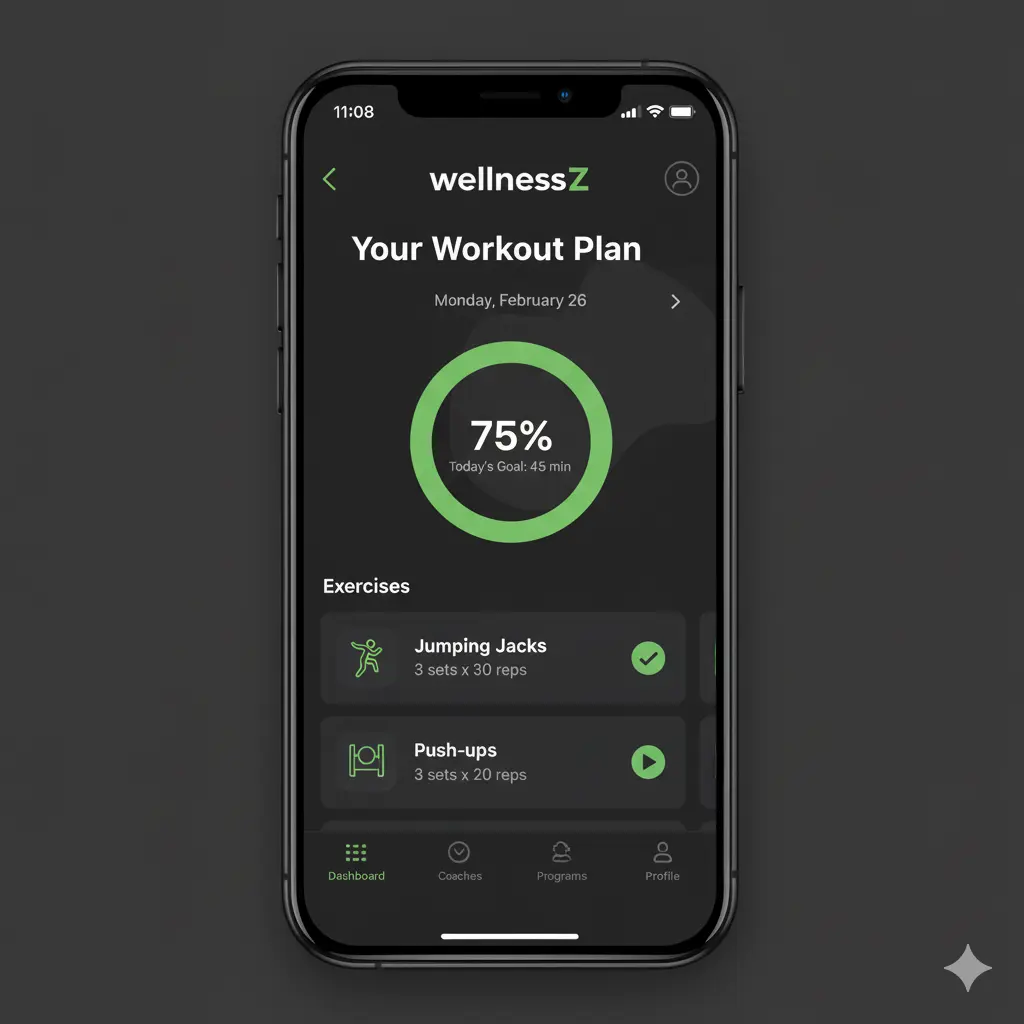 11:08
wellnessZ
Your Workout Plan
Monday, February 26
75%
Today's Goal: 45 min
Exercises
Jumping Jacks
3 sets x 30 reps
Push-ups
3 sets x 20 reps
Dashboard
Coaches
Programs
Profile